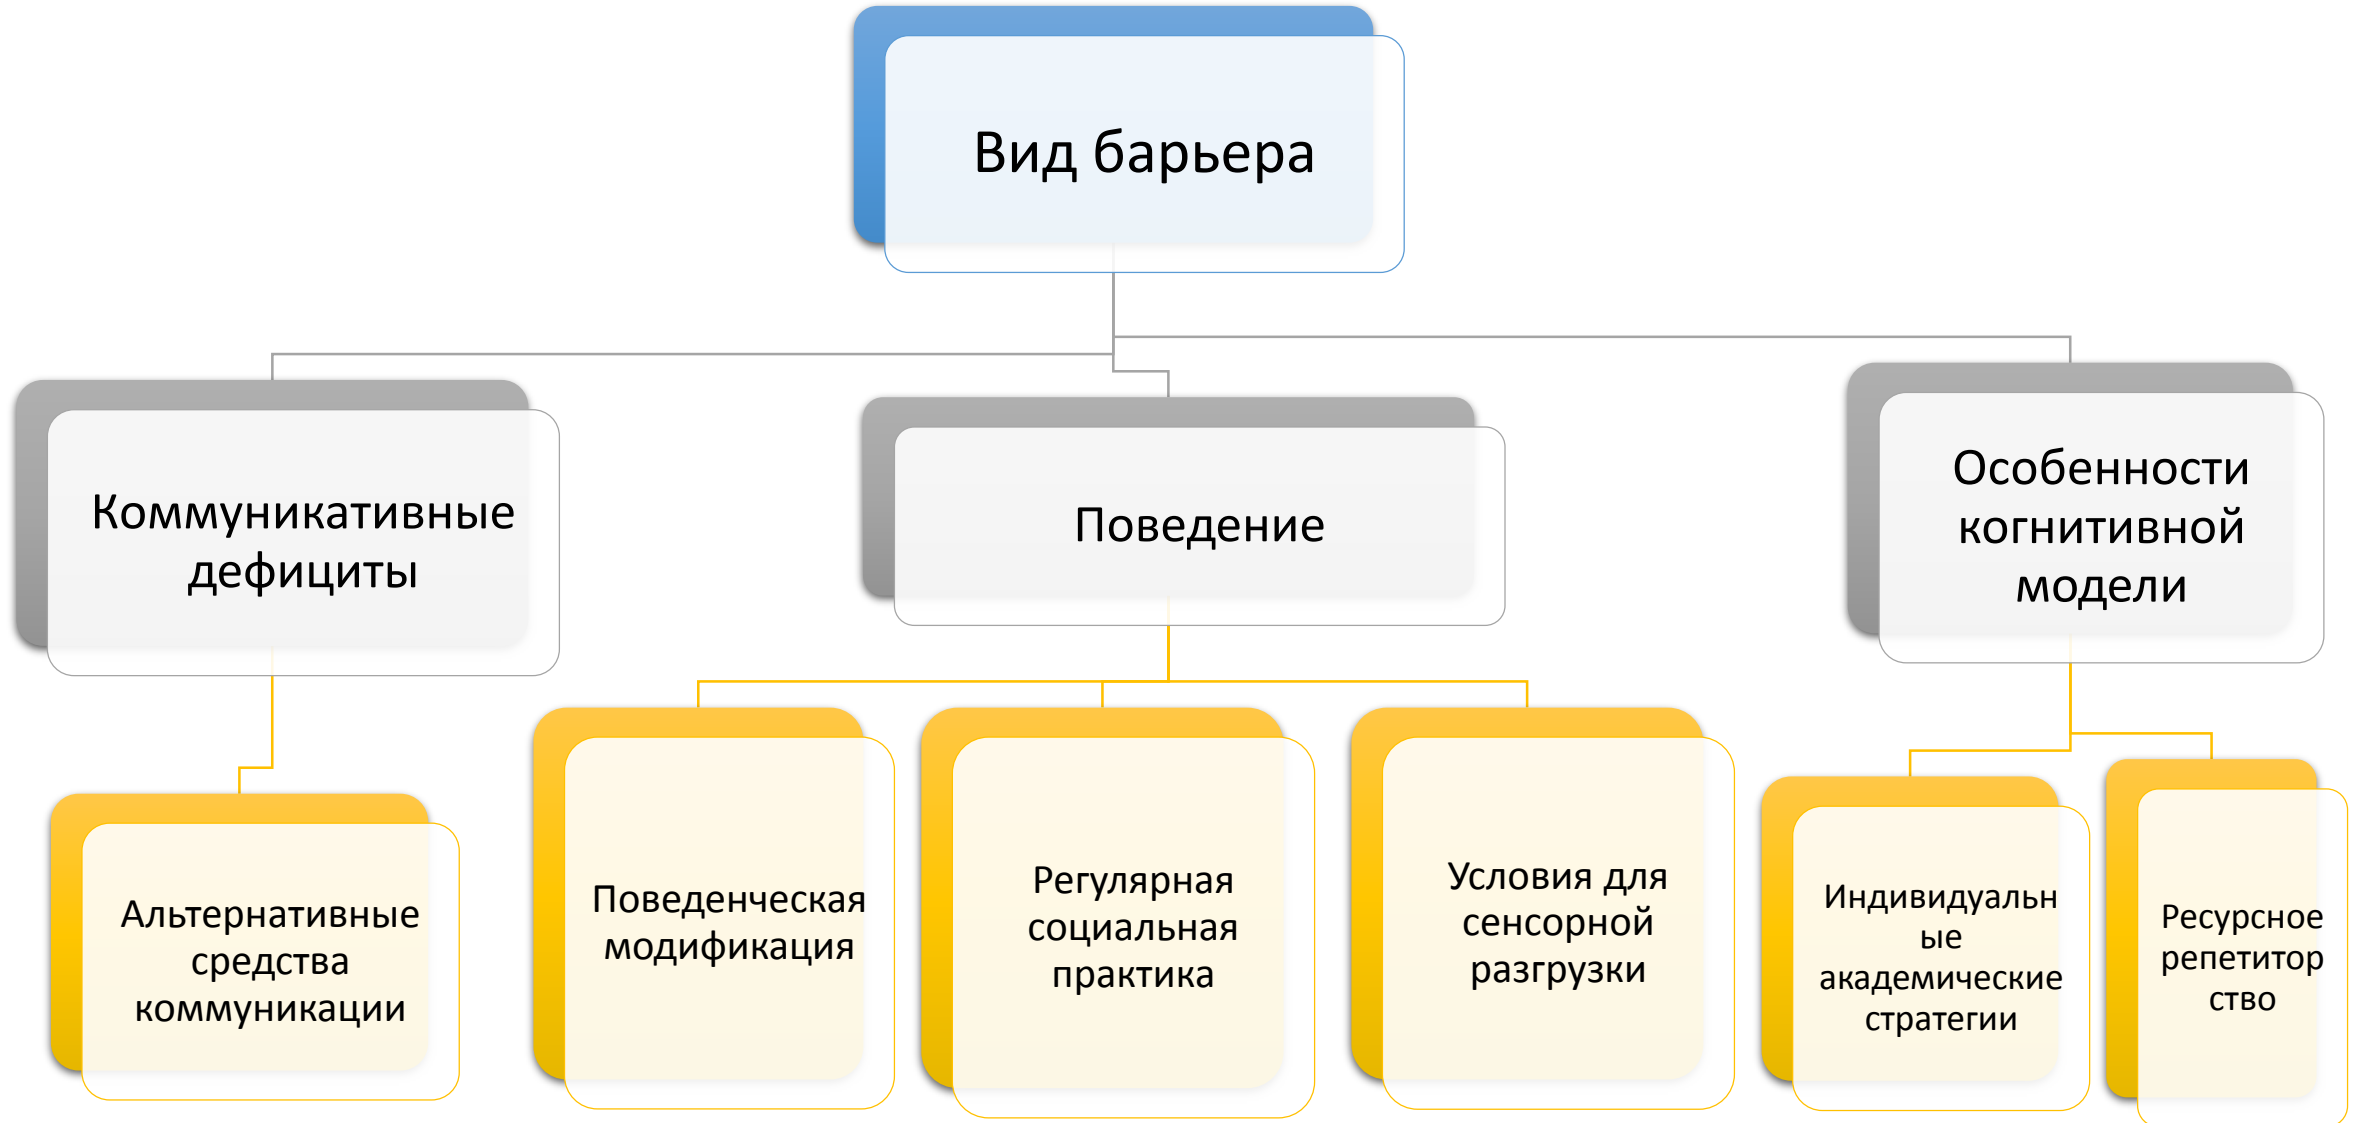 Вид барьера
Коммуникативные
дефициты
Поведение
Особенности
когнитивной
модели
Альтернативные
средства
коммуникации
Поведенческая
модификация
Регулярная
социальная
практика
Условия для
сенсорной
разгрузки
Индивидуальн
ые
академические
стратегии
Ресурсное
репетитор
ство